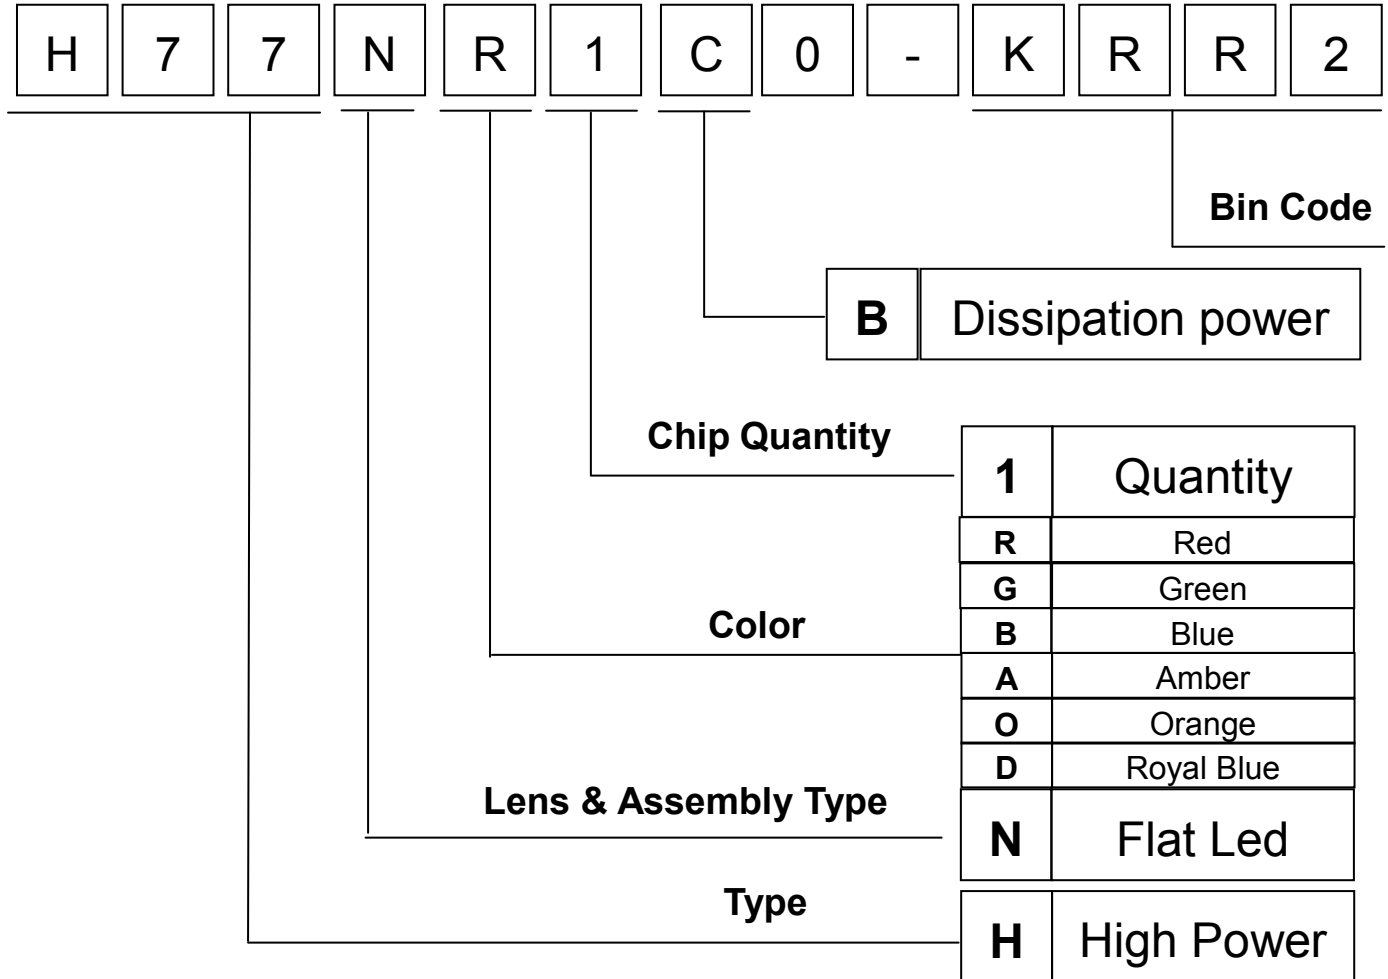 H 7 7 N R 1 C 0 - K R R 2
Bin Code
B Dissipation power
Chip Quantity
1 Quantity
R Red
G Green
Color
B Blue
A Amber
O Orange
D Royal Blue
Lens & Assembly Type
N Flat Led
Type
H High Power